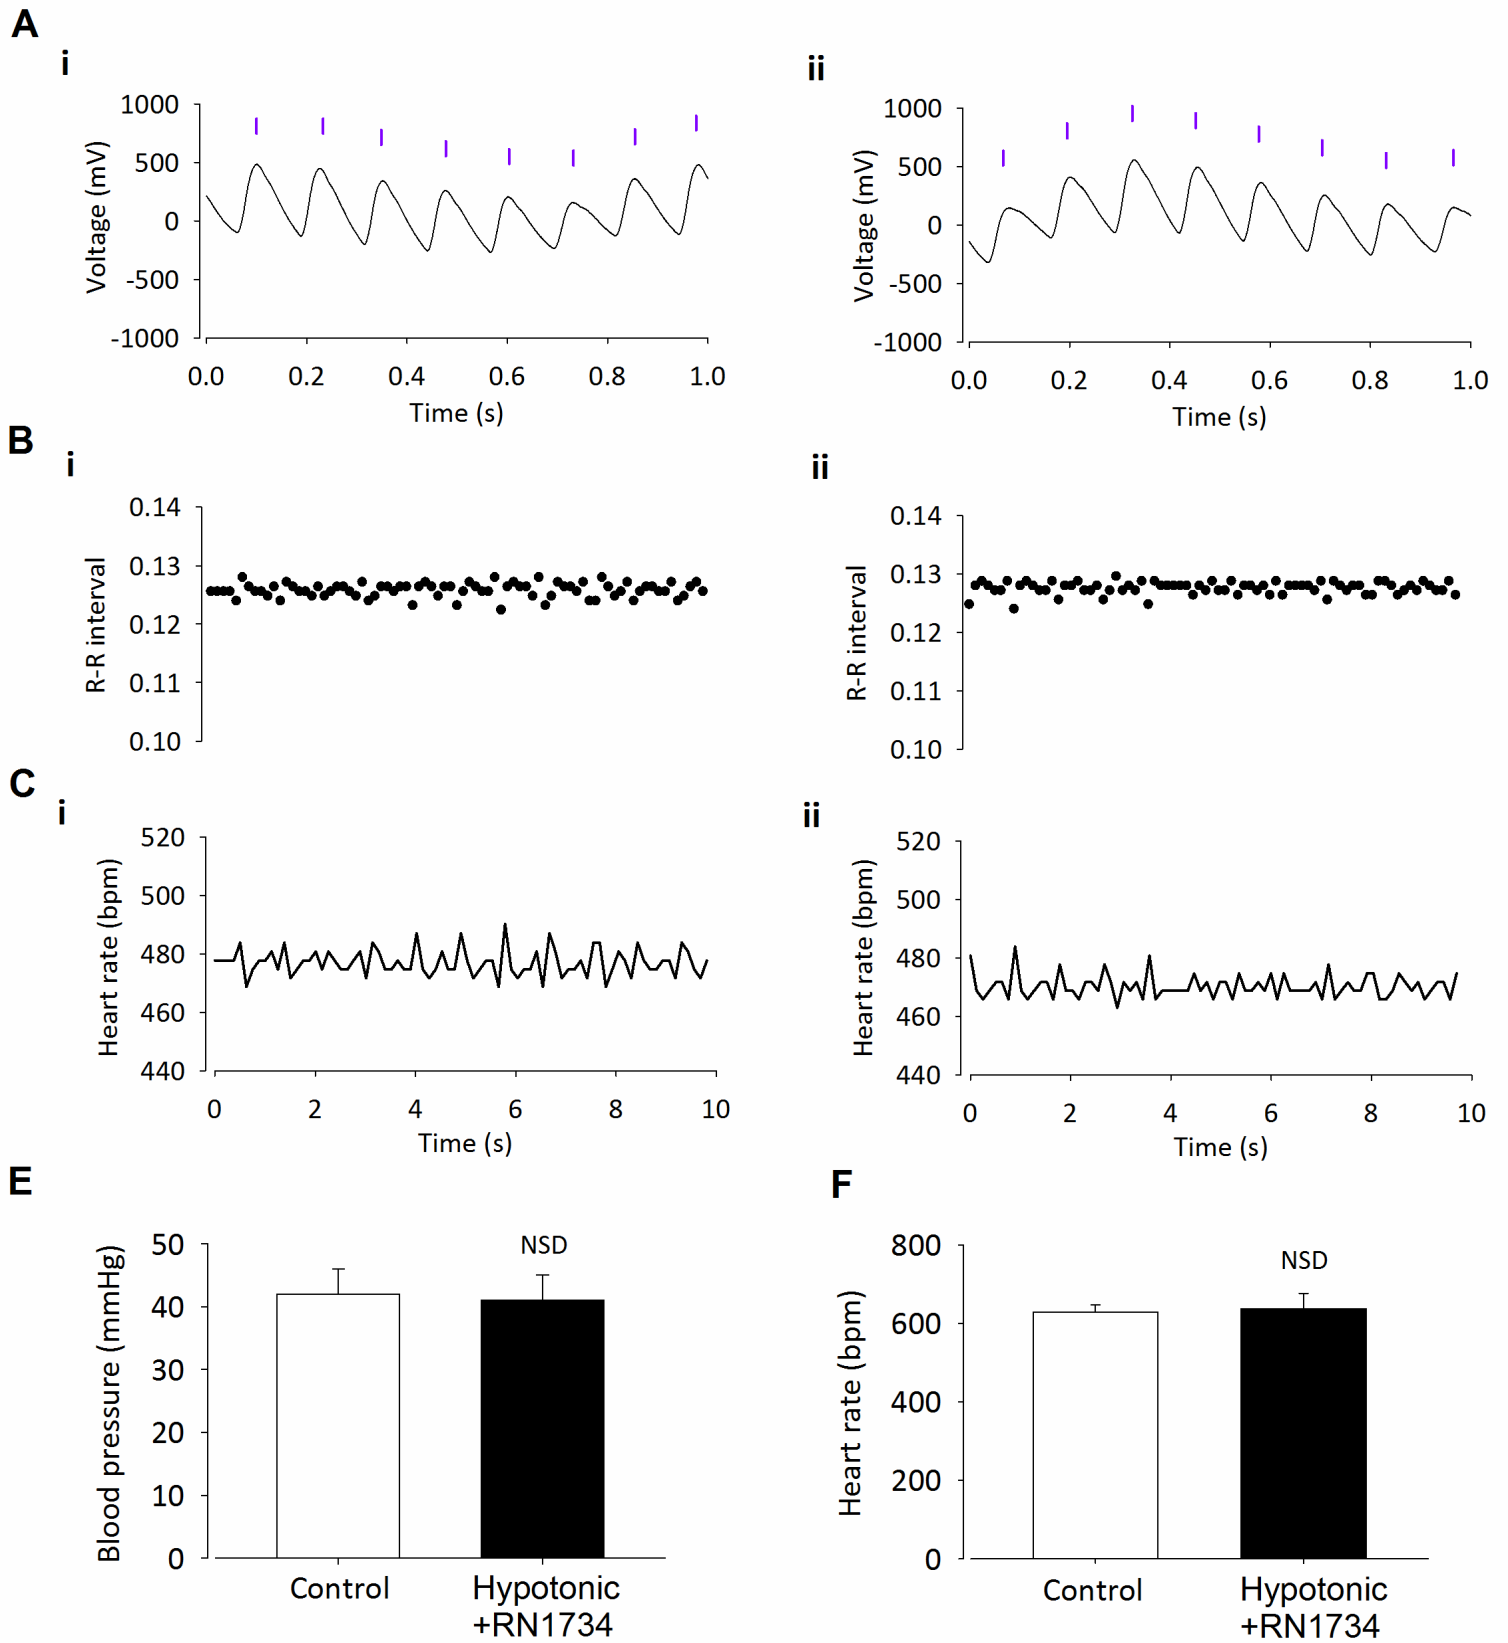 A
i
ii
1000
500
0
-500
-1000
Voltage (mV)
0.0 0.2 0.4 0.6 0.8 1.0
Time (s)
1000
500
0
-500
-1000
Voltage (mV)
0.0 0.2 0.4 0.6 0.8 1.0
Time (s)
B
i
ii
0.14
0.13
0.12
0.11
0.10
R-R interval
0.14
0.13
0.12
0.11
0.10
R-R interval
C
i
ii
520
500
480
460
440
Heart rate (bpm)
0 2 4 6 8 10
Time (s)
520
500
480
460
440
Heart rate (bpm)
0 2 4 6 8 10
Time (s)
E
50
40
30
20
10
0
Blood pressure (mmHg)
NSD
Control
Hypotonic
+RN1734
F
800
600
400
200
0
Heart rate (bpm)
NSD
Control
Hypotonic
+RN1734